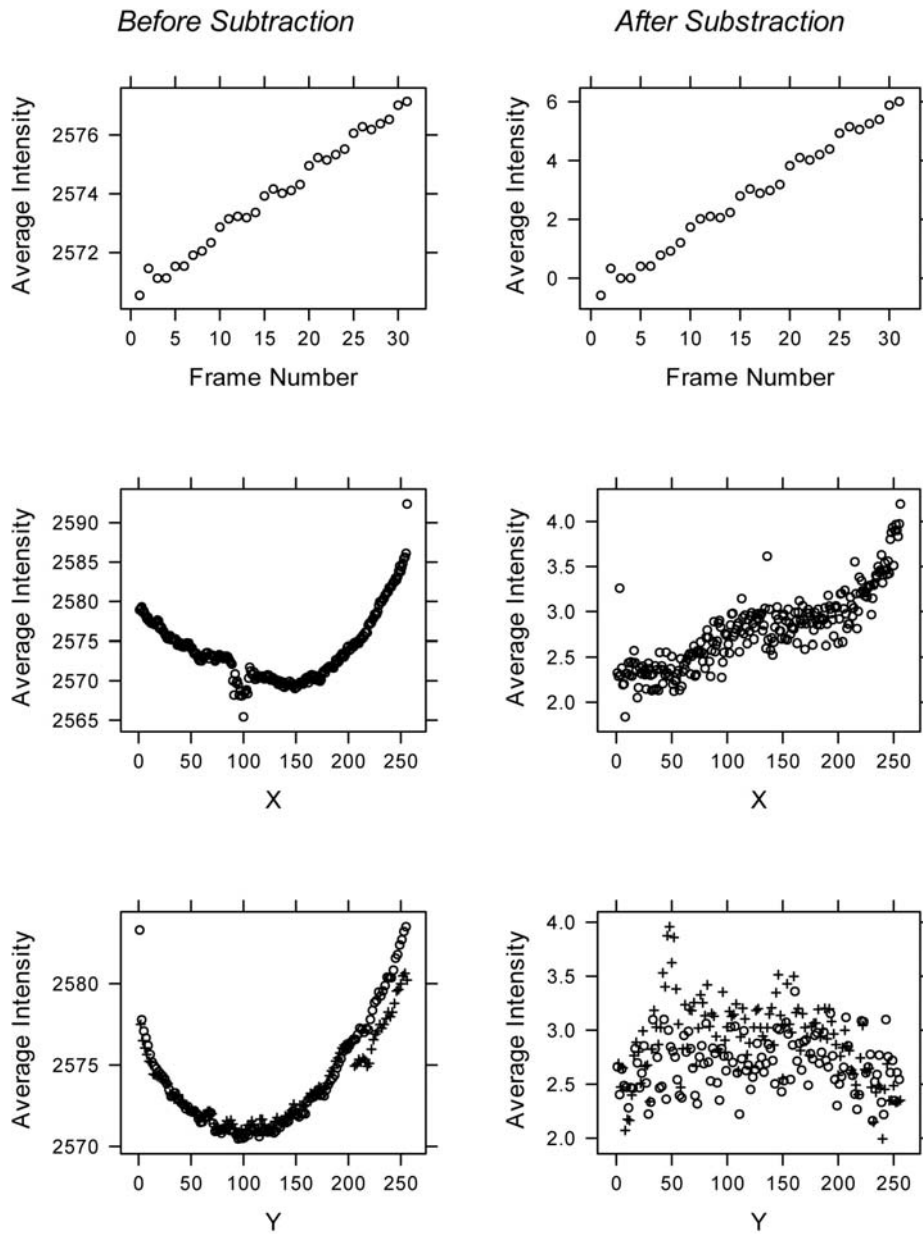 Before Subtraction
After Substraction
Average Intensity
2576
2574
2572
2570
0 5 10 15 20 25 30
Frame Number
Average Intensity
6
4
2
0
0 5 10 15 20 25 30
Frame Number
Average Intensity
2590
2585
2580
2575
2570
2565
0 50 100 150 200 250
X
Average Intensity
4.0
3.5
3.0
2.5
2.0
0 50 100 150 200 250
X
Average Intensity
2580
2575
2570
0 50 100 150 200 250
Y
Average Intensity
4.0
3.5
3.0
2.5
2.0
0 50 100 150 200 250
Y